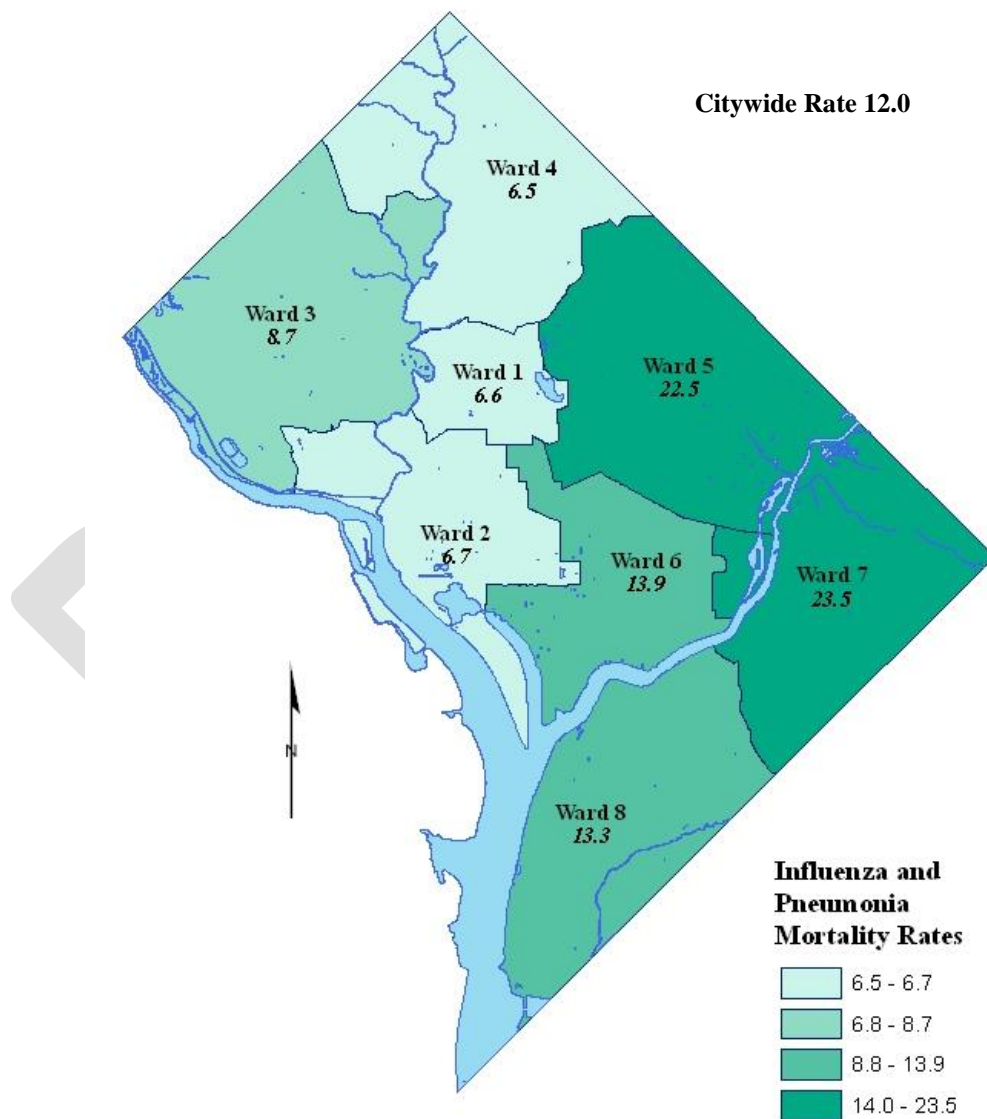 Citywide Rate 12.0
Ward 4
6.5
Ward 3
8.7
Ward 1
6.6
Ward 5
22.5
Ward 2
6.7
Ward 6
13.9
Ward 7
23.5
N
Ward 8
13.3
Influenza and
Pneumonia
Mortality Rates
6.5 - 6.7
6.8 - 8.7
8.8 - 13.9
14.0 - 23.5